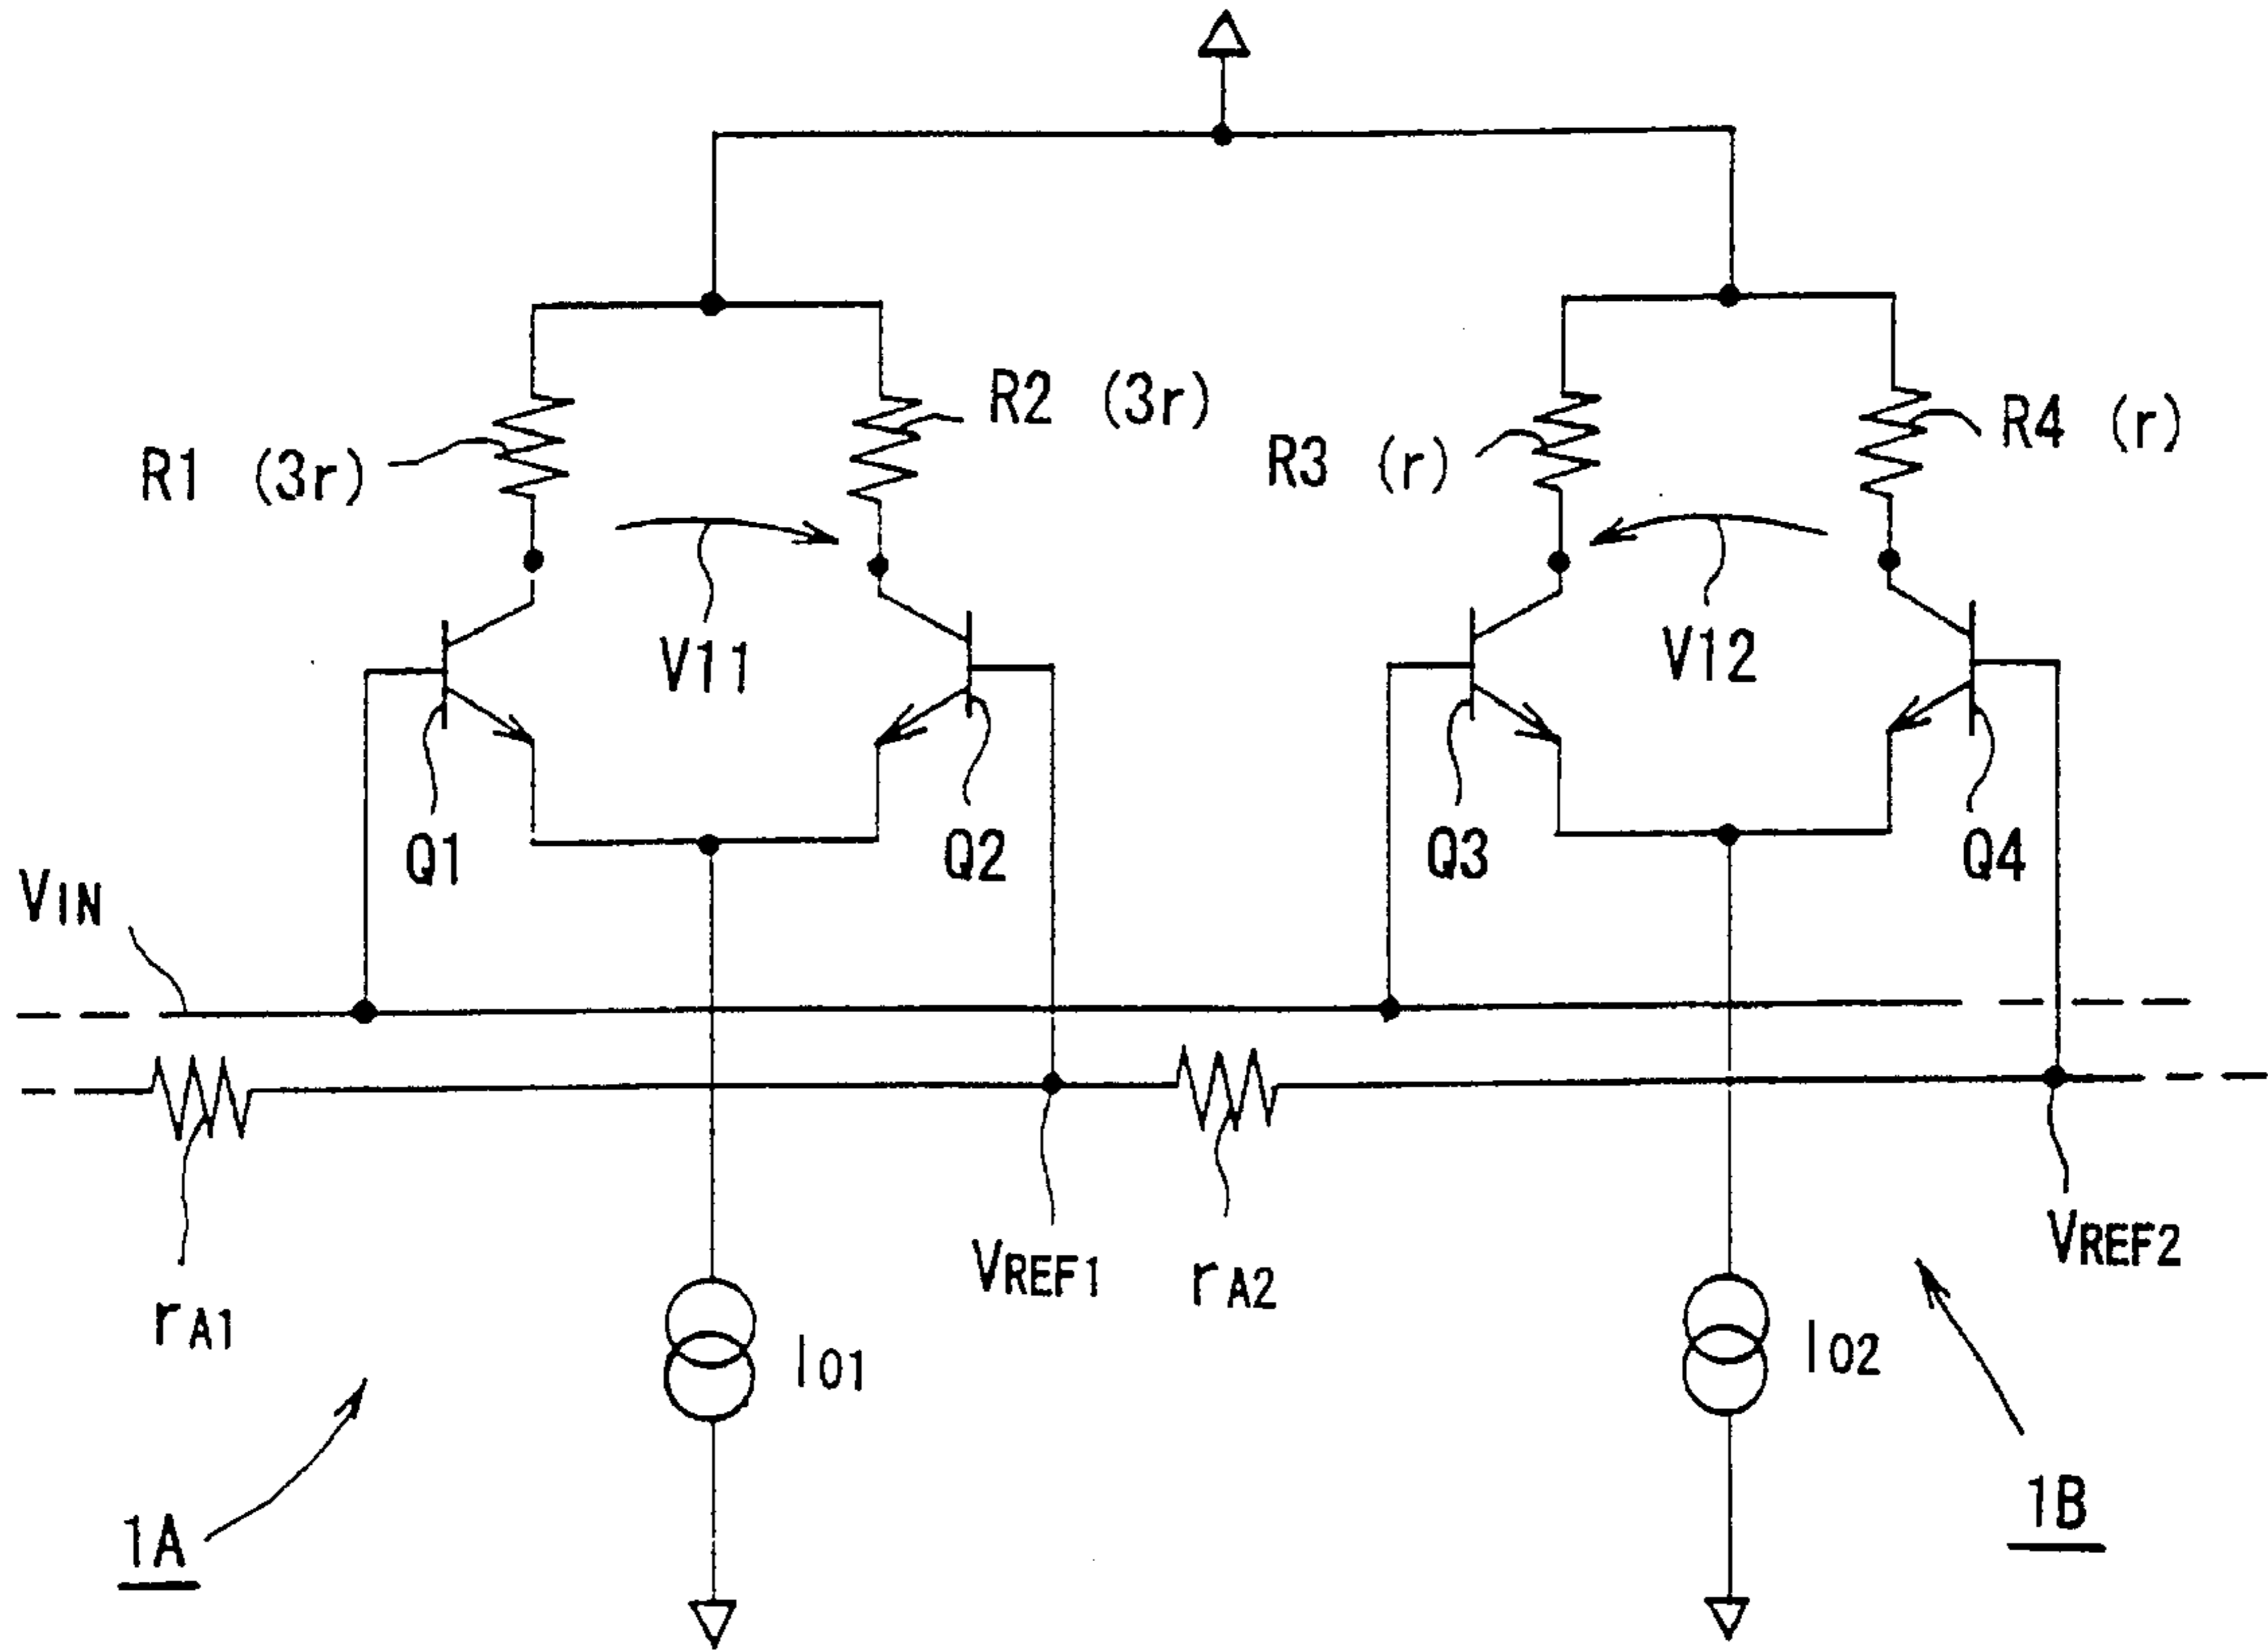 R1 (3r)
R2 (3r)
R3 (r)
R4 (r)
V11
V12
Q1
Q2
Q3
Q4
VIN
rA1
VREF1
rA2
VREF2
IO1
IO2
1A
1B